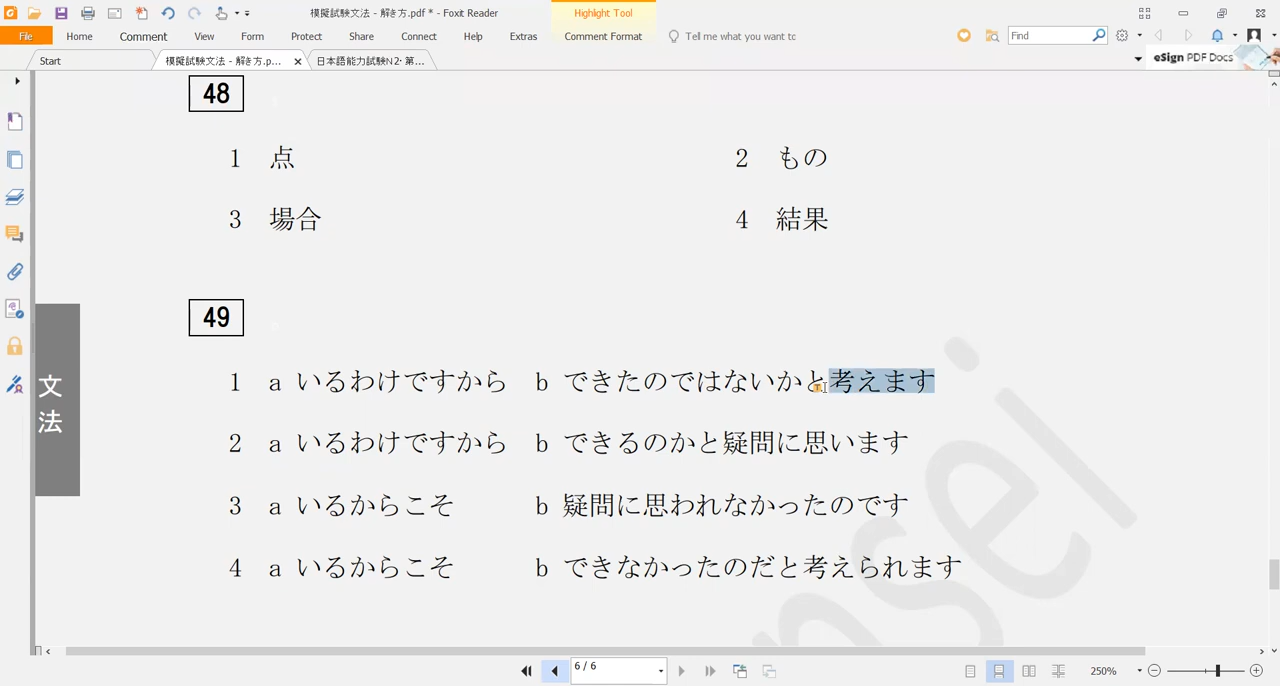 模擬試験文法 - 解き方.pdf * - Foxit Reader
Highlight Tool
File Home Comment View Form Protect Share Connect Help Extras Comment Format Tell me what you want to Find
Start 模擬試験文法 - 解き方.p... 日本語能力試験N2· 第... eSign PDF Docs
48
1 点 2 もの
3 場合 4 結果
49
1 a いるわけですから b できたのではないかと考えます
2 a いるわけですから b できるのかと疑問に思います
3 a いるからこそ b 疑問に思われなかったのです
4 a いるからこそ b できなかったのだと考えられます
文法
nsei
6 / 6 250%